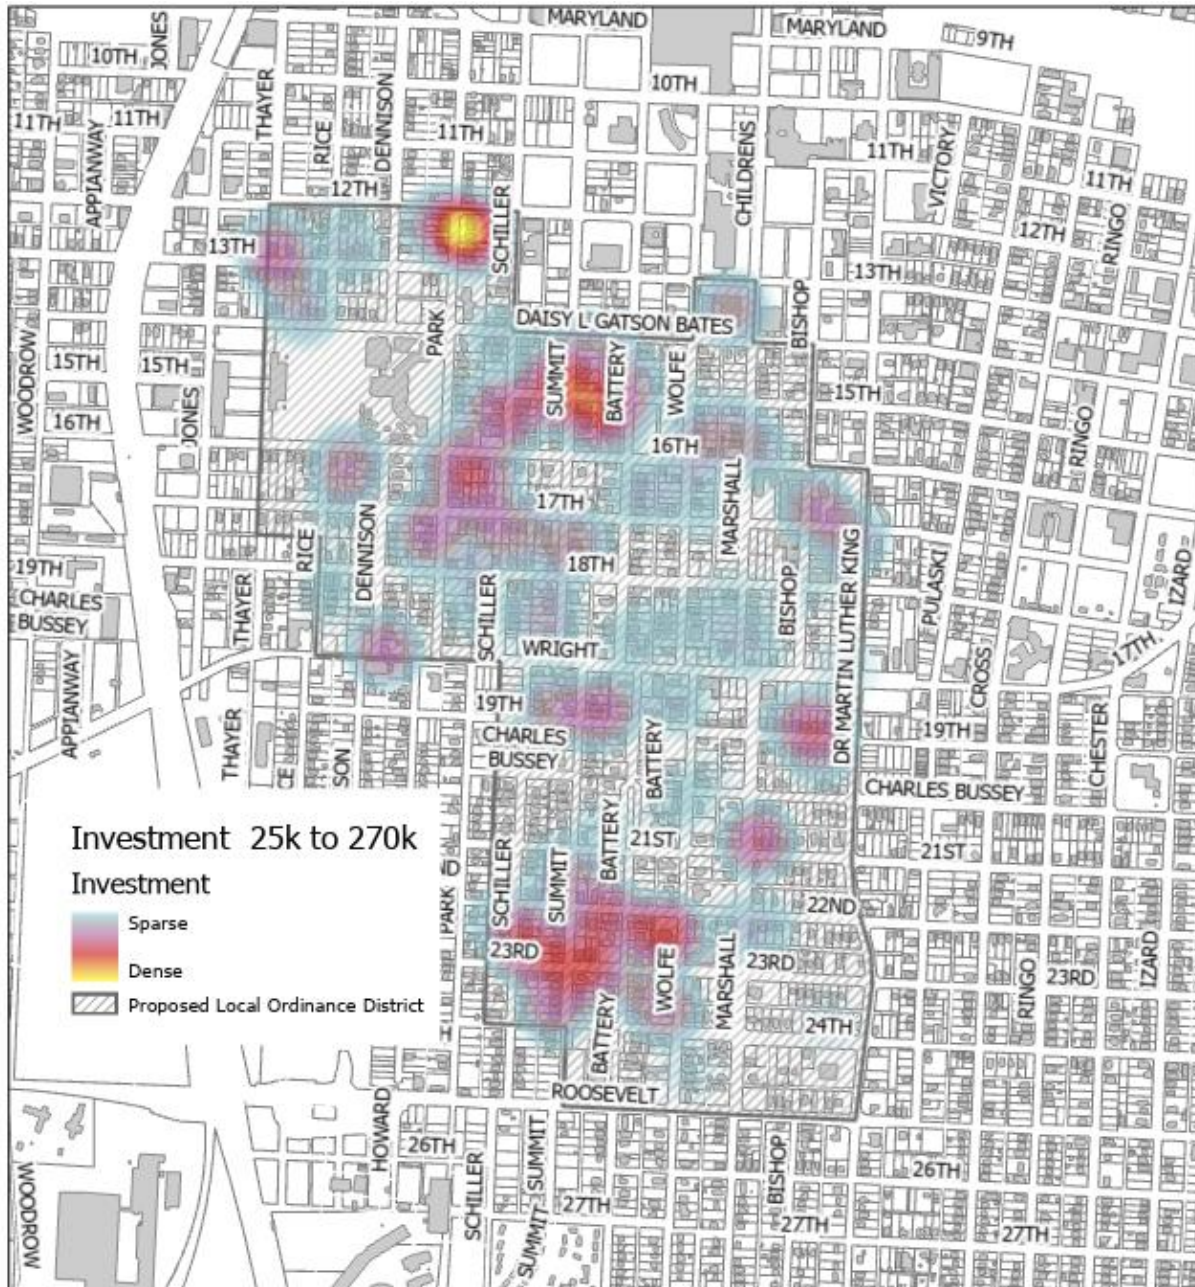 MARYLAND
MARYLAND
9TH
JONES
10TH
10TH
THAYER
DENNISON
11TH
11TH
11TH
RICE
APPIANWAY
CHILDRENS
11TH
VICTORY
11TH
12TH
SCHILLER
RINGO
12TH
13TH
13TH
BISHOP
DAISY L GATSON BATES
PARK
SUMMIT
BATTERY
WOLFE
15TH
15TH
15TH
WOODROW
JONES
16TH
16TH
RINGO
MARSHALL
17TH
RICE
DENNISON
18TH
19TH
CHARLES
BUSSEY
THAYER
SCHILLER
BISHOP
DR MARTIN LUTHER KING
PULASKI
IZARD
WRIGHT
17TH
CROSS
APPIANWAY
19TH
CHARLES
BUSSEY
BATTERY
19TH
CHESTER
THAYER
CE
SON
CHARLES BUSSEY
Investment 25k to 270k
Investment
Sparse
Dense
Proposed Local Ordinance District
BATTERY
21ST
21ST
SCHILLER
SUMMIT
PARK
22ND
23RD
WOLFE
MARSHALL
23RD
23RD
IZARD
RINGO
24TH
BATTERY
ROOSEVELT
HOWARD
26TH
SCHILLER
SUMMIT
SUMMIT
27TH
BISHOP
27TH
26TH
27TH
WOODROW